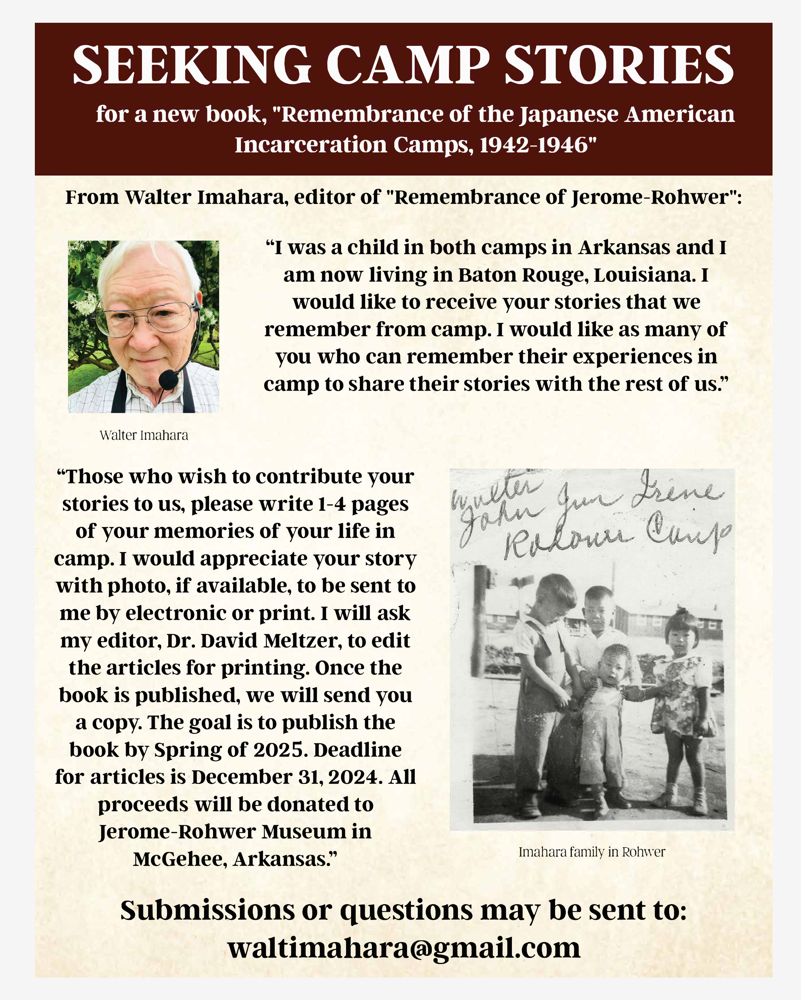 SEEKING CAMP STORIES
for a new book, "Remembrance of the Japanese American
Incarceration Camps, 1942-1946"
From Walter Imahara, editor of "Remembrance of Jerome-Rohwer":
“I was a child in both camps in Arkansas and I
am now living in Baton Rouge, Louisiana. I
would like to receive your stories that we
remember from camp. I would like as many of
you who can remember their experiences in
camp to share their stories with the rest of us.”
Walter Imahara
“Those who wish to contribute your
stories to us, please write 1-4 pages
of your memories of your life in
camp. I would appreciate your story
with photo, if available, to be sent to
me by electronic or print. I will ask
my editor, Dr. David Meltzer, to edit
the articles for printing. Once the
book is published, we will send you
a copy. The goal is to publish the
book by Spring of 2025. Deadline
for articles is December 31, 2024. All
proceeds will be donated to
Jerome-Rohwer Museum in
McGehee, Arkansas.”
Walter
John Jun Irene
Camp
Imahara family in Rohwer
Submissions or questions may be sent to:
waltimahara@gmail.com